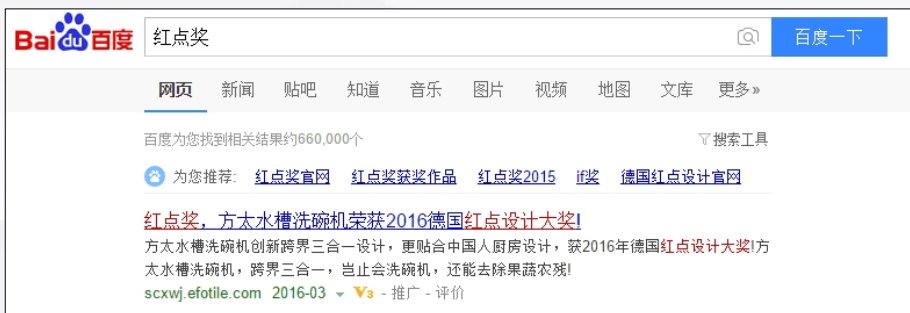 Bai du 百度 红点奖 百度一下
网页 新闻 贴吧 知道 音乐 图片 视频 地图 文库 更多»
百度为您找到相关结果约660,000个 搜索工具
为您推荐: 红点奖官网 红点奖获奖作品 红点奖2015 if奖 德国红点设计官网
红点奖，方太水槽洗碗机荣获2016德国红点设计大奖!
方太水槽洗碗机创新跨界三合一设计，更贴合中国人厨房设计，获2016年德国红点设计大奖!方
太水槽洗碗机，跨界三合一，岂止会洗碗机，还能去除果蔬农残!
scxwj.efotile.com 2016-03 V3 - 推广 - 评价